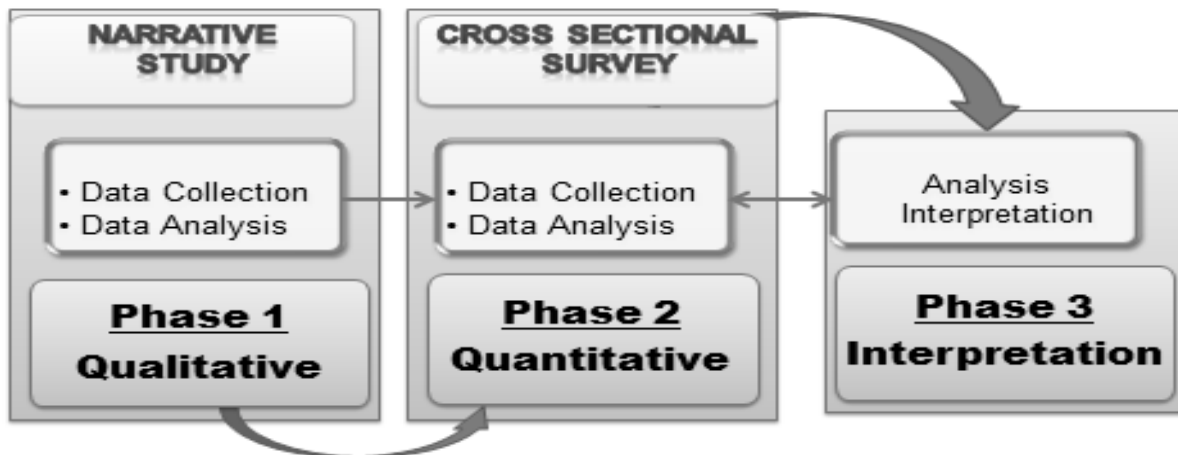 NARRATIVE
STUDY
• Data Collection
• Data Analysis
Phase 1
Qualitative
CROSS SECTIONAL
SURVEY
• Data Collection
• Data Analysis
Phase 2
Quantitative
Analysis
Interpretation
Phase 3
Interpretation